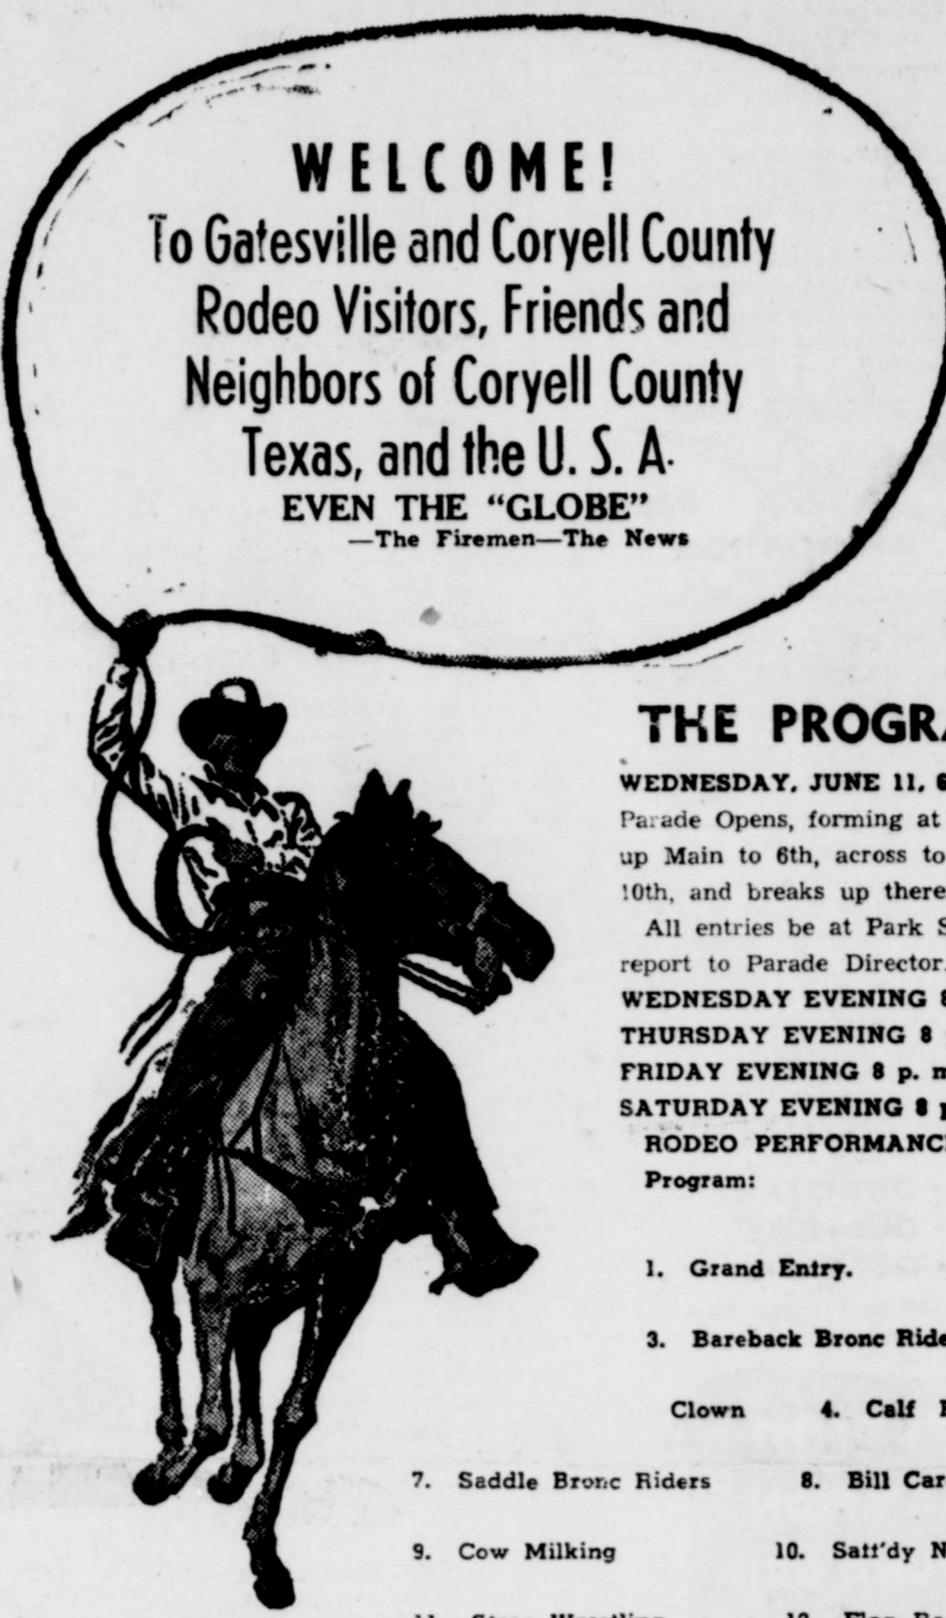 WELCOME!
To Gatesville and Coryell County
Rodeo Visitors, Friends and
Neighbors of Coryell County
Texas, and the U. S. A.
EVEN THE "GLOBE"
—The Firemen—The News
THE
WEDNESDAY, JUNE 11,
Parade Opens, forming at
up Main to 6th, across to
10th, and breaks up there
All entries be at Park
report to Parade Director.
WEDNESDAY EVENING 8
THURSDAY EVENING 8
FRIDAY EVENING 8 p.
SATURDAY EVENING 8
RODEO
Program:
1. Grand Entry.
3. Bareback Bronc
Clown 4. Calf
7. Saddle Bronc Riders 8. Bill
9. Cow Milking 10. Satt'dy